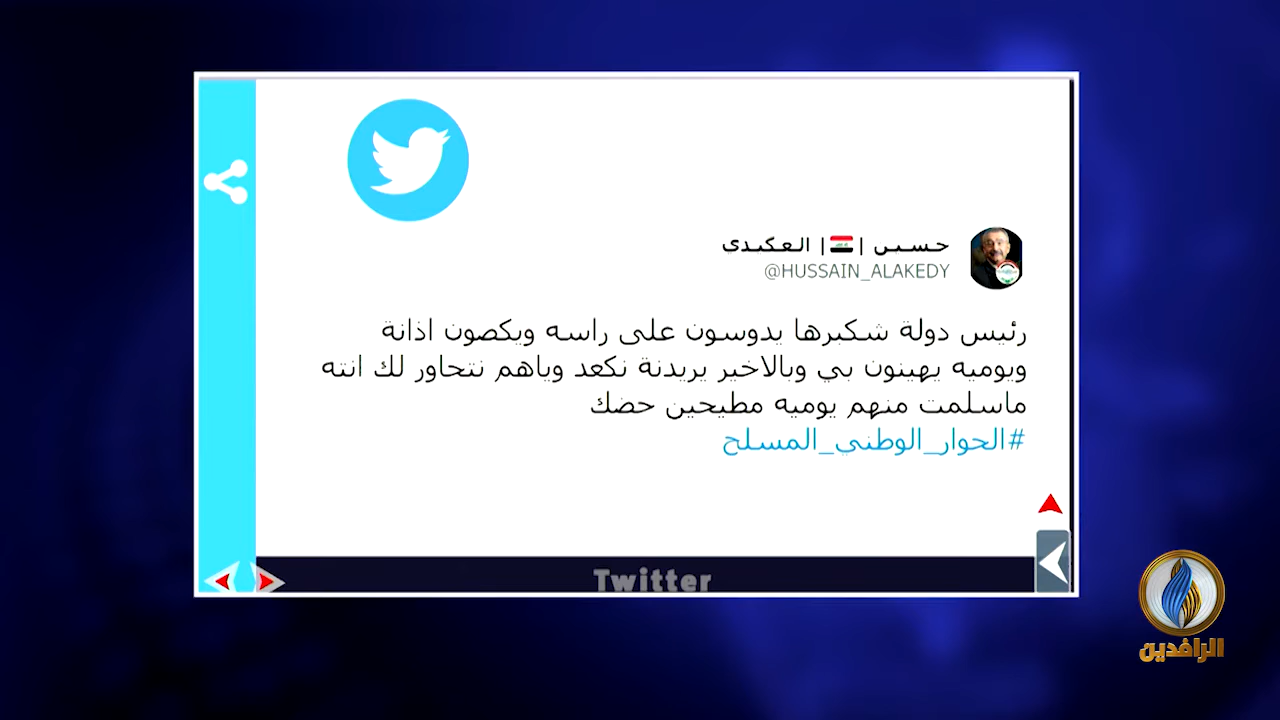 حسين | | العكيدي
@HUSSAIN_ALAKEDY
رئيس دولة شكبرها يدوسون على راسه ويكصون اذانة
ويوميه يهينون بي وبالاخير يريدنة نكعد وياهم نتحاور لك انته
ماسلمت منهم يوميه مطيحين حضك
#الحوار_الوطني_المسلح
Twitter
الرافدين